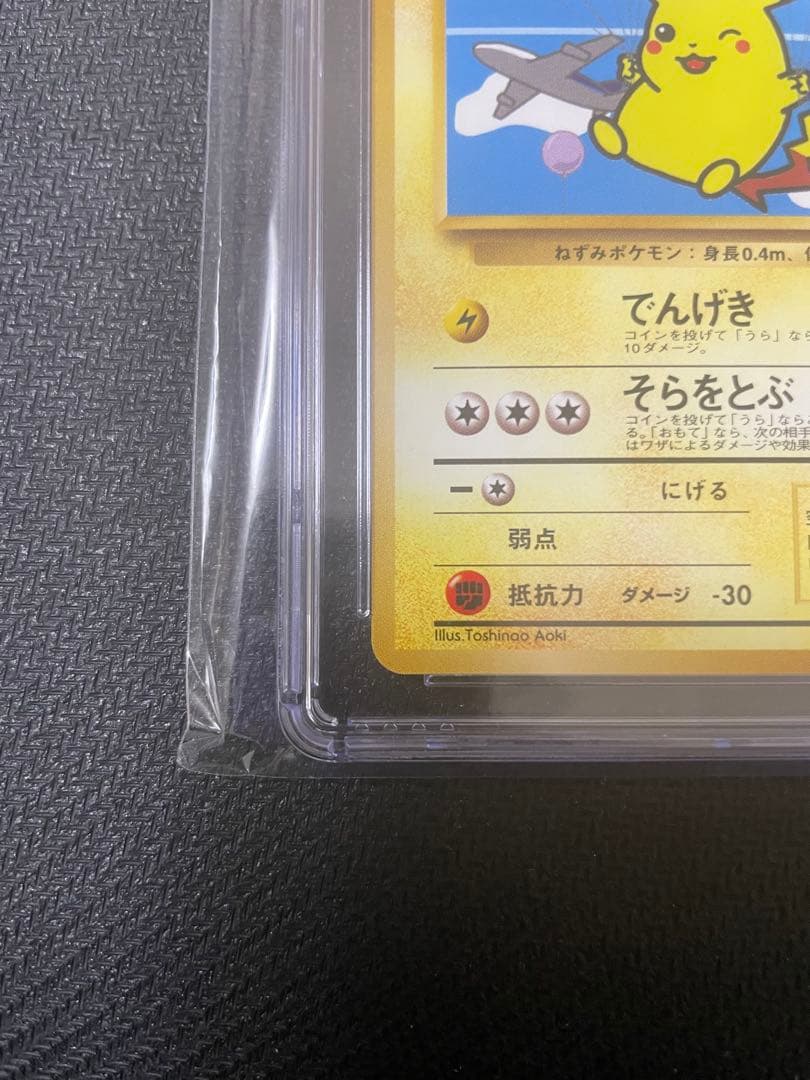 ねずみポケモン：身長0.4m、
でんげき
コインを投げて「うら」なら
10ダメージ。
そらをとぶ
コインを投げて「うら」なら
る。「おもて」なら、次の相手
はワザによるダメージや効果
にげる
弱点
抵抗力 ダメージ -30
Illus.Toshinao Aoki